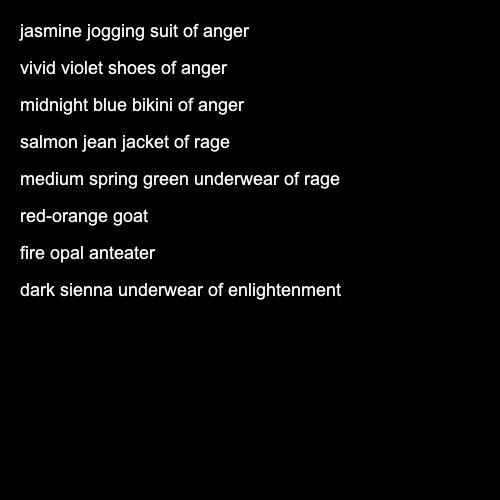 jasmine jogging suit of anger
vivid violet shoes of anger
midnight blue bikini of anger
salmon jean jacket of rage
medium spring green underwear of rage
red-orange goat
fire opal anteater
dark sienna underwear of enlightenment